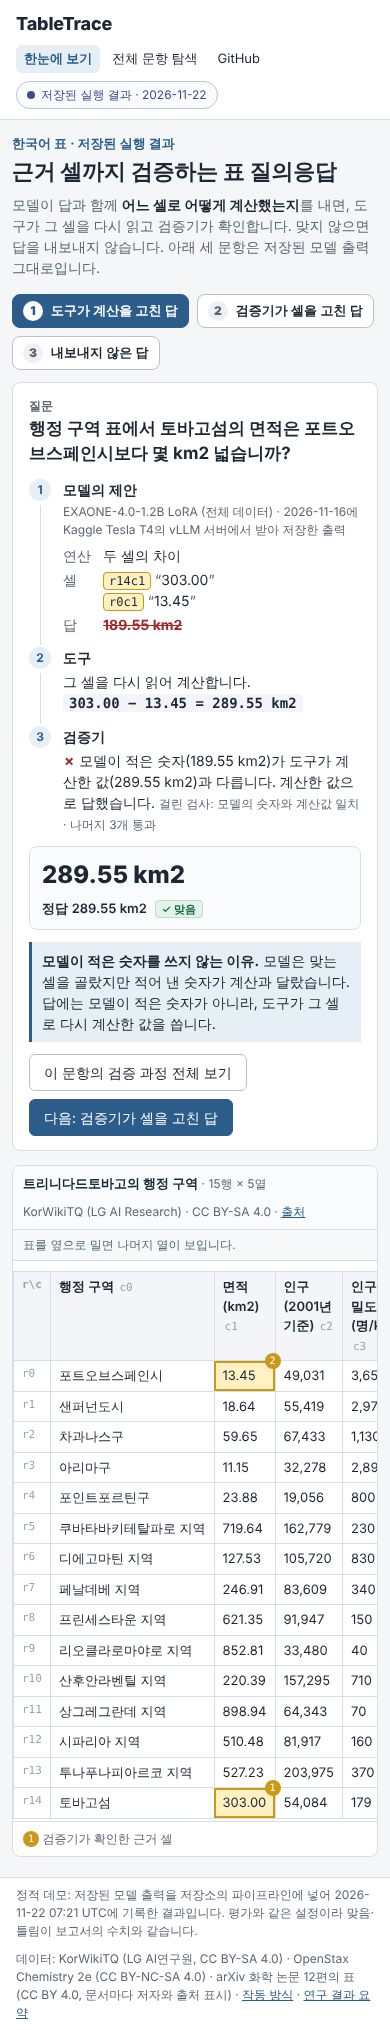 TableTrace
한눈에 보기 전체 문항 탐색 GitHub
저장된 실행 결과 · 2026-11-22
한국어 표 · 저장된 실행 결과
근거 셀까지 검증하는 표 질의응답
모델이 답과 함께 어느 셀로 어떻게 계산했는지를 내면, 도
구가 그 셀을 다시 읽고 검증기가 확인합니다. 맞지 않으면
답을 내보내지 않습니다. 아래 세 문항은 저장된 모델 출력
그대로입니다.
1 도구가 계산을 고친 답
2 검증기가 셀을 고친 답
3 내보내지 않은 답
질문
행정 구역 표에서 토바고섬의 면적은 포트오
브스페인시보다 몇 km2 넓습니까?
1 모델의 제안
EXAONE-4.0-1.2B LoRA (전체 데이터) · 2026-11-16에
Kaggle Tesla T4의 vLLM 서버에서 받아 저장한 출력
연산 두 셀의 차이
셀 r14c1 “303.00”
r0c1 “13.45”
답 189.55 km2
2 도구
그 셀을 다시 읽어 계산합니다.
303.00 − 13.45 = 289.55 km2
3 검증기
× 모델이 적은 숫자(189.55 km2)가 도구가 계
산한 값(289.55 km2)과 다릅니다. 계산한 값으
로 답했습니다. 걸린 검사: 모델의 숫자와 계산값 일치
· 나머지 3개 통과
289.55 km2
정답 289.55 km2 ✓ 맞음
모델이 적은 숫자를 쓰지 않는 이유. 모델은 맞는
셀을 골랐지만 적어 낸 숫자가 계산과 달랐습니다.
답에는 모델이 적은 숫자가 아니라, 도구가 그 셀
로 다시 계산한 값을 씁니다.
이 문항의 검증 과정 전체 보기
다음: 검증기가 셀을 고친 답
트리니다드토바고의 행정 구역 · 15행 × 5열
KorWikiTQ (LG AI Research) · CC BY-SA 4.0 · 출처
표를 옆으로 밀면 나머지 열이 보입니다.
r\c 행정 구역 c0 면적 (km2) c1 인구 (2001년 기준) c2 인구 밀도 (명/k c3
r0 포트오브스페인시 13.45 2 49,031 3,65
r1 샌퍼넌도시 18.64 55,419 2,97
r2 차과나스구 59.65 67,433 1,130
r3 아리마구 11.15 32,278 2,89
r4 포인트포르틴구 23.88 19,056 800
r5 쿠바타바키테탈파로 지역 719.64 162,779 230
r6 디에고마틴 지역 127.53 105,720 830
r7 페날데베 지역 246.91 83,609 340
r8 프린세스타운 지역 621.35 91,947 150
r9 리오클라로마야로 지역 852.81 33,480 40
r10 산후안라벤틸 지역 220.39 157,295 710
r11 상그레그란데 지역 898.94 64,343 70
r12 시파리아 지역 510.48 81,917 160
r13 투나푸나피아르코 지역 527.23 203,975 370
r14 토바고섬 303.00 1 54,084 179
1 검증기가 확인한 근거 셀
정적 데모: 저장된 모델 출력을 저장소의 파이프라인에 넣어 2026-
11-22 07:21 UTC에 기록한 결과입니다. 평가와 같은 설정이라 맞음·
틀림이 보고서의 수치와 같습니다.
데이터: KorWikiTQ (LG AI연구원, CC BY-SA 4.0) · OpenStax
Chemistry 2e (CC BY-NC-SA 4.0) · arXiv 화학 논문 12편의 표
(CC BY 4.0, 문서마다 저자와 출처 표시) · 작동 방식 · 연구 결과 요
약